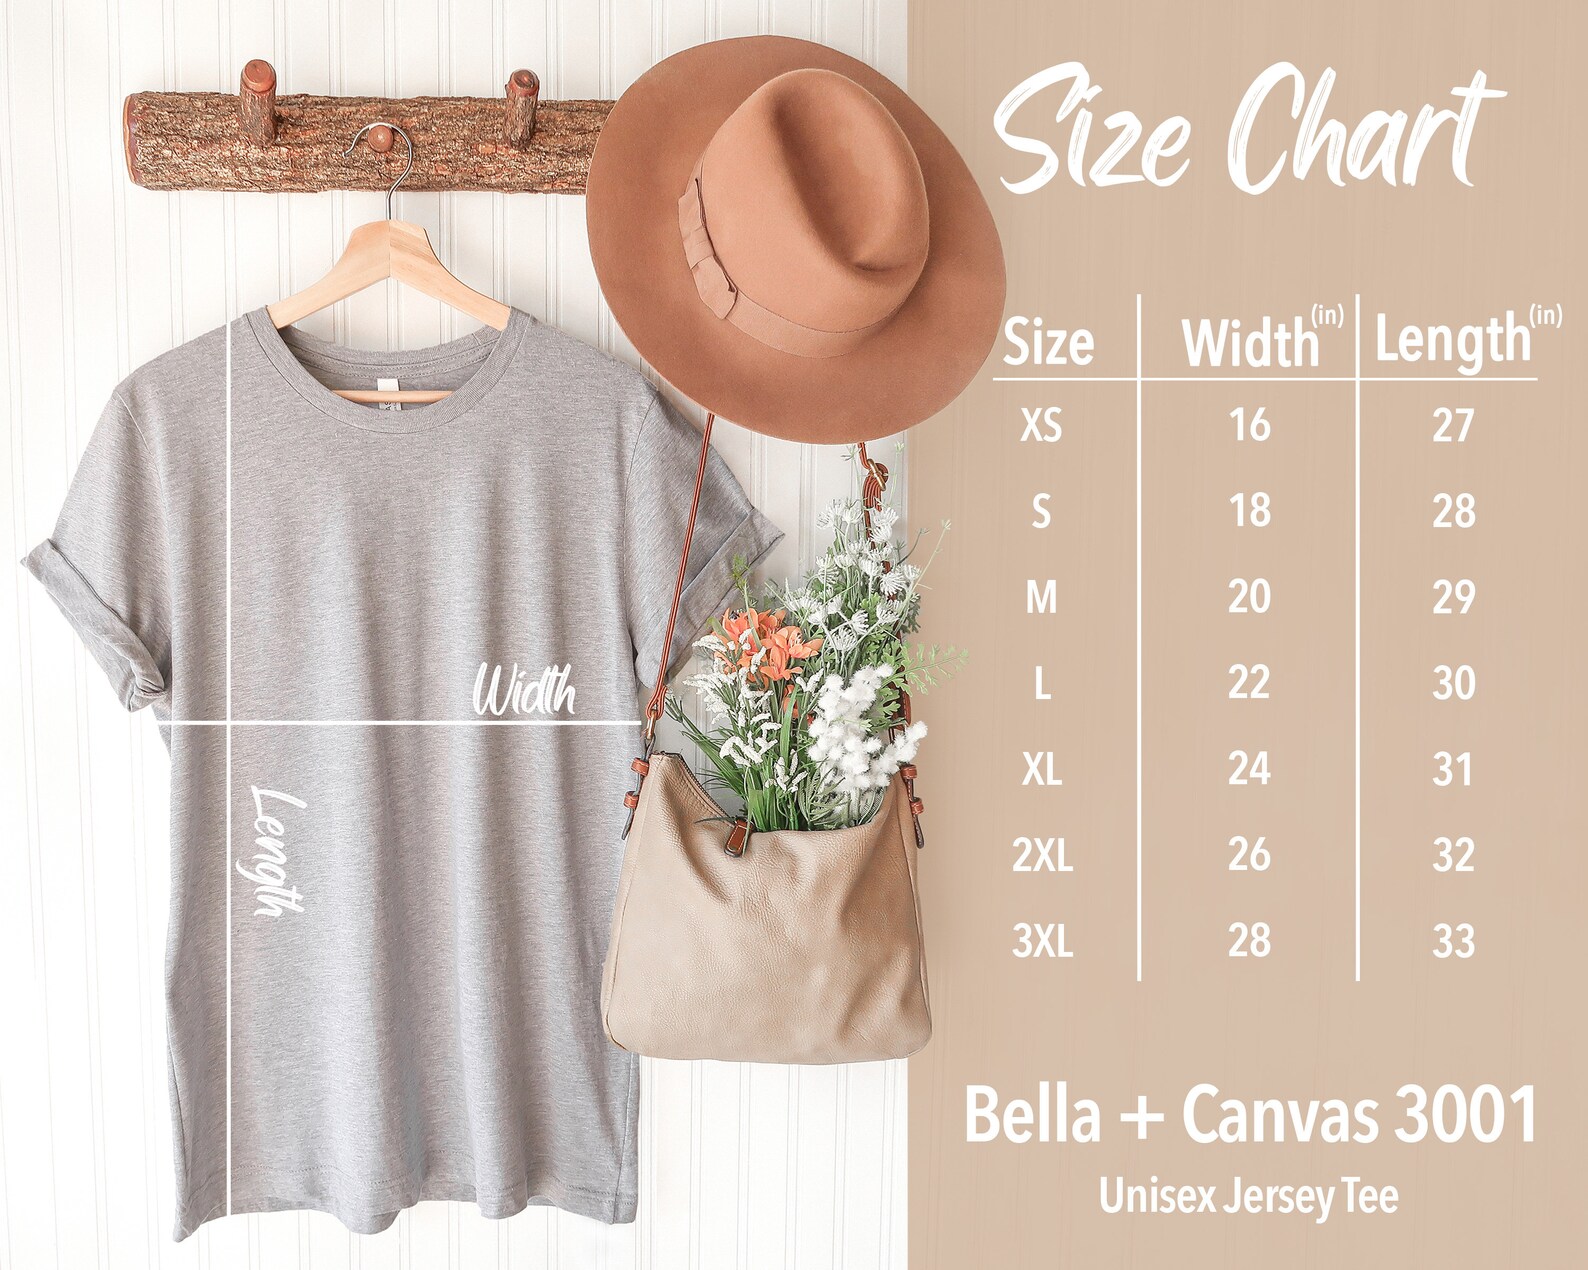 Size Chart
Size Width(in) Length(in)
XS 16 27
S 18 28
M 20 29
L 22 30
XL 24 31
2XL 26 32
3XL 28 33
Width
Length
Bella + Canvas 3001
Unisex Jersey Tee